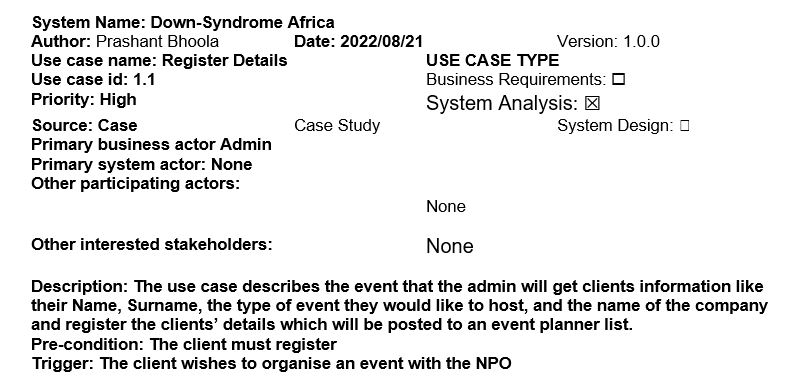 System Name: Down-Syndrome Africa
Author: Prashant Bhoola Date: 2022/08/21 Version: 1.0.0
Use case name: Register Details USE CASE TYPE
Use case id: 1.1 Business Requirements: ☐
Priority: High System Analysis: ☒
Source: Case Case Study System Design: ☐
Primary business actor Admin
Primary system actor: None
Other participating actors:
None
Other interested stakeholders: None
Description: The use case describes the event that the admin will get clients information like
their Name, Surname, the type of event they would like to host, and the name of the company
and register the clients’ details which will be posted to an event planner list.
Pre-condition: The client must register
Trigger: The client wishes to organise an event with the NPO